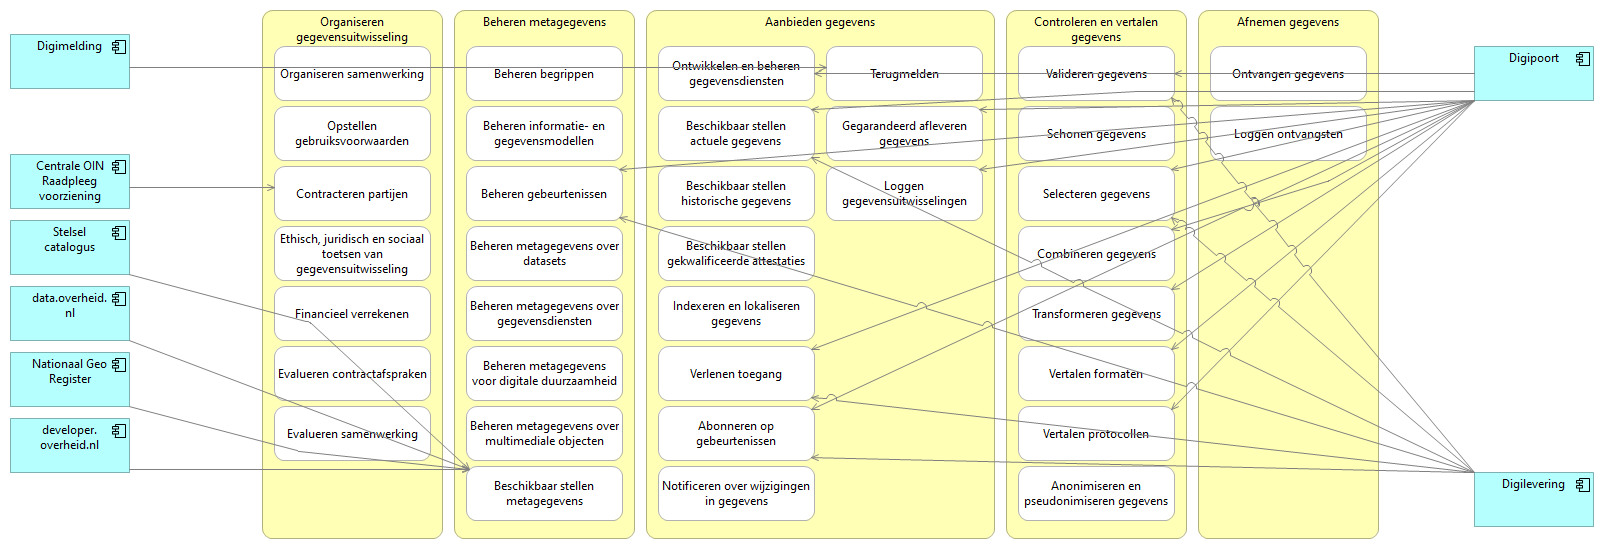 Digimelding
Centrale OIN
Raadpleeg
voorziening
Stelsel
catalogus
data.overheid.
nl
Nationaal Geo
Register
developer.
overheid.nl
Organiseren
gegevensuitwisseling
Organiseren samenwerking
Opstellen
gebruiksvoorwaarden
Contracteren partijen
Ethisch, juridisch en sociaal
toetsen van
gegevensuitwisseling
Financieel verrekenen
Evalueren contractafspraken
Evalueren samenwerking
Beheren metagegevens
Beheren begrippen
Beheren informatie- en
gegevensmodellen
Beheren gebeurtenissen
Beheren metagegevens over
datasets
Beheren metagegevens over
gegevensdiensten
Beheren metagegevens
voor digitale duurzaamheid
Beheren metagegevens over
multimediale objecten
Beschikbaar stellen
metagegevens
Aanbieden gegevens
Ontwikkelen en beheren
gegevensdiensten
Beschikbaar stellen
actuele gegevens
Beschikbaar stellen
historische gegevens
Beschikbaar stellen
gekwalificeerde attestaties
Indexeren en lokaliseren
gegevens
Verlenen toegang
Abonneren op
gebeurtenissen
Notificeren over wijzigingen
in gegevens
Terugmelden
Gegarandeerd afleveren
gegevens
Loggen
gegevensuitwisselingen
Controleren en vertalen
gegevens
Valideren gegevens
Schonen gegevens
Selecteren gegevens
Combineren gegevens
Transformeren gegevens
Vertalen formaten
Vertalen protocollen
Anonimiseren en
pseudonimiseren gegevens
Afnemen gegevens
Ontvangen gegevens
Loggen ontvangsten
Digipoort
Digilevering